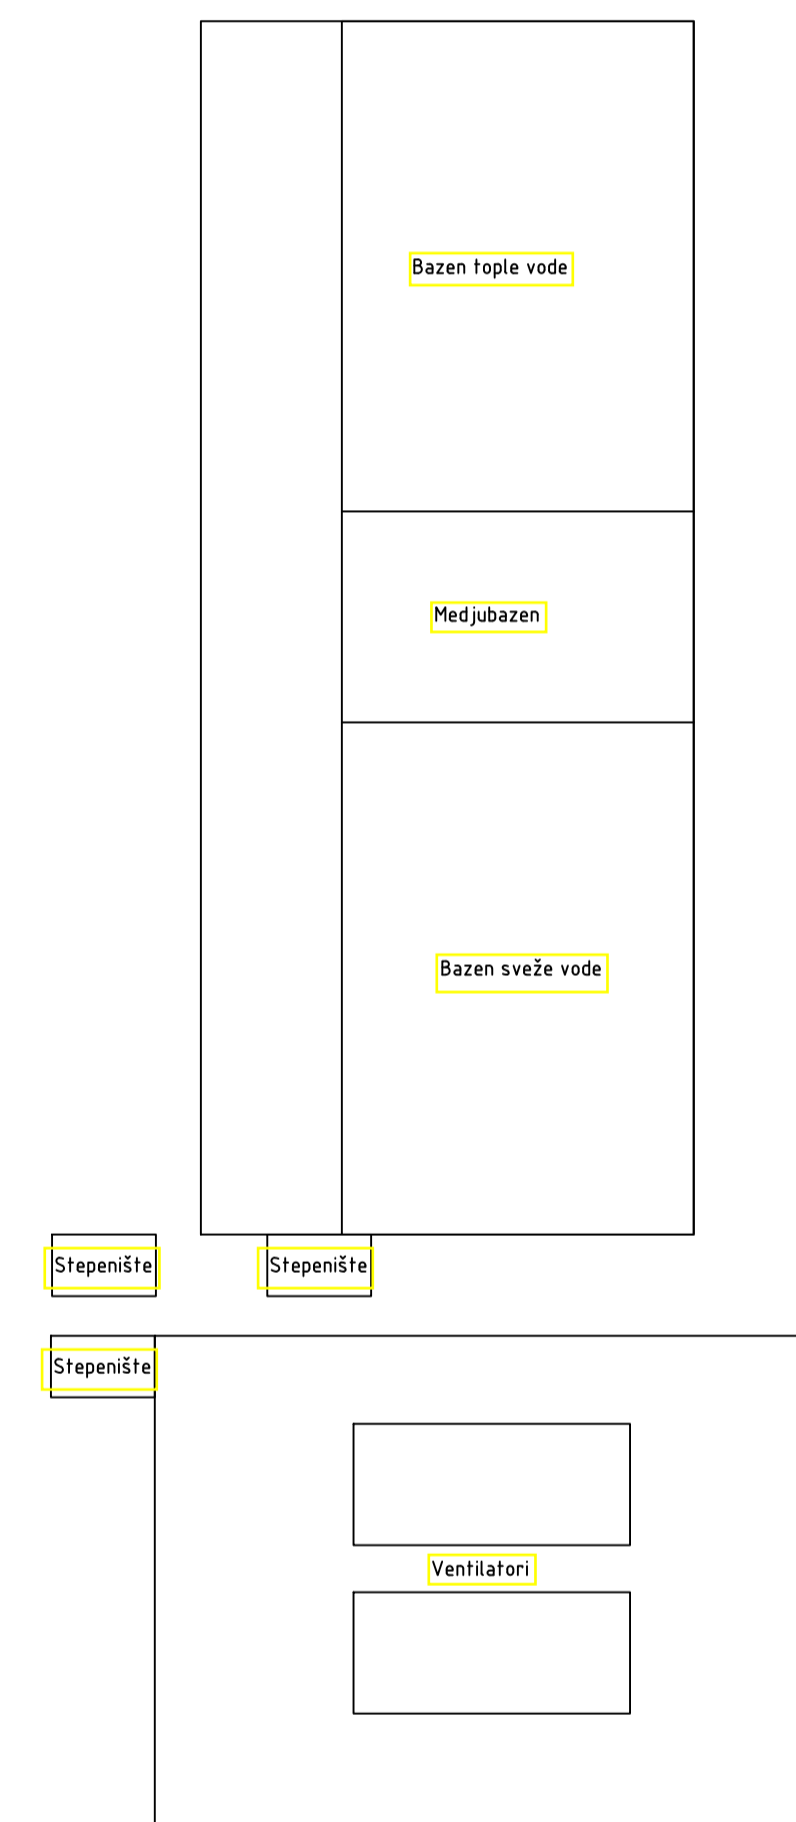 Bazen tople vode
Medjubazen
Bazen sveže vode
Stepenište
Stepenište
Stepenište
Ventilatori